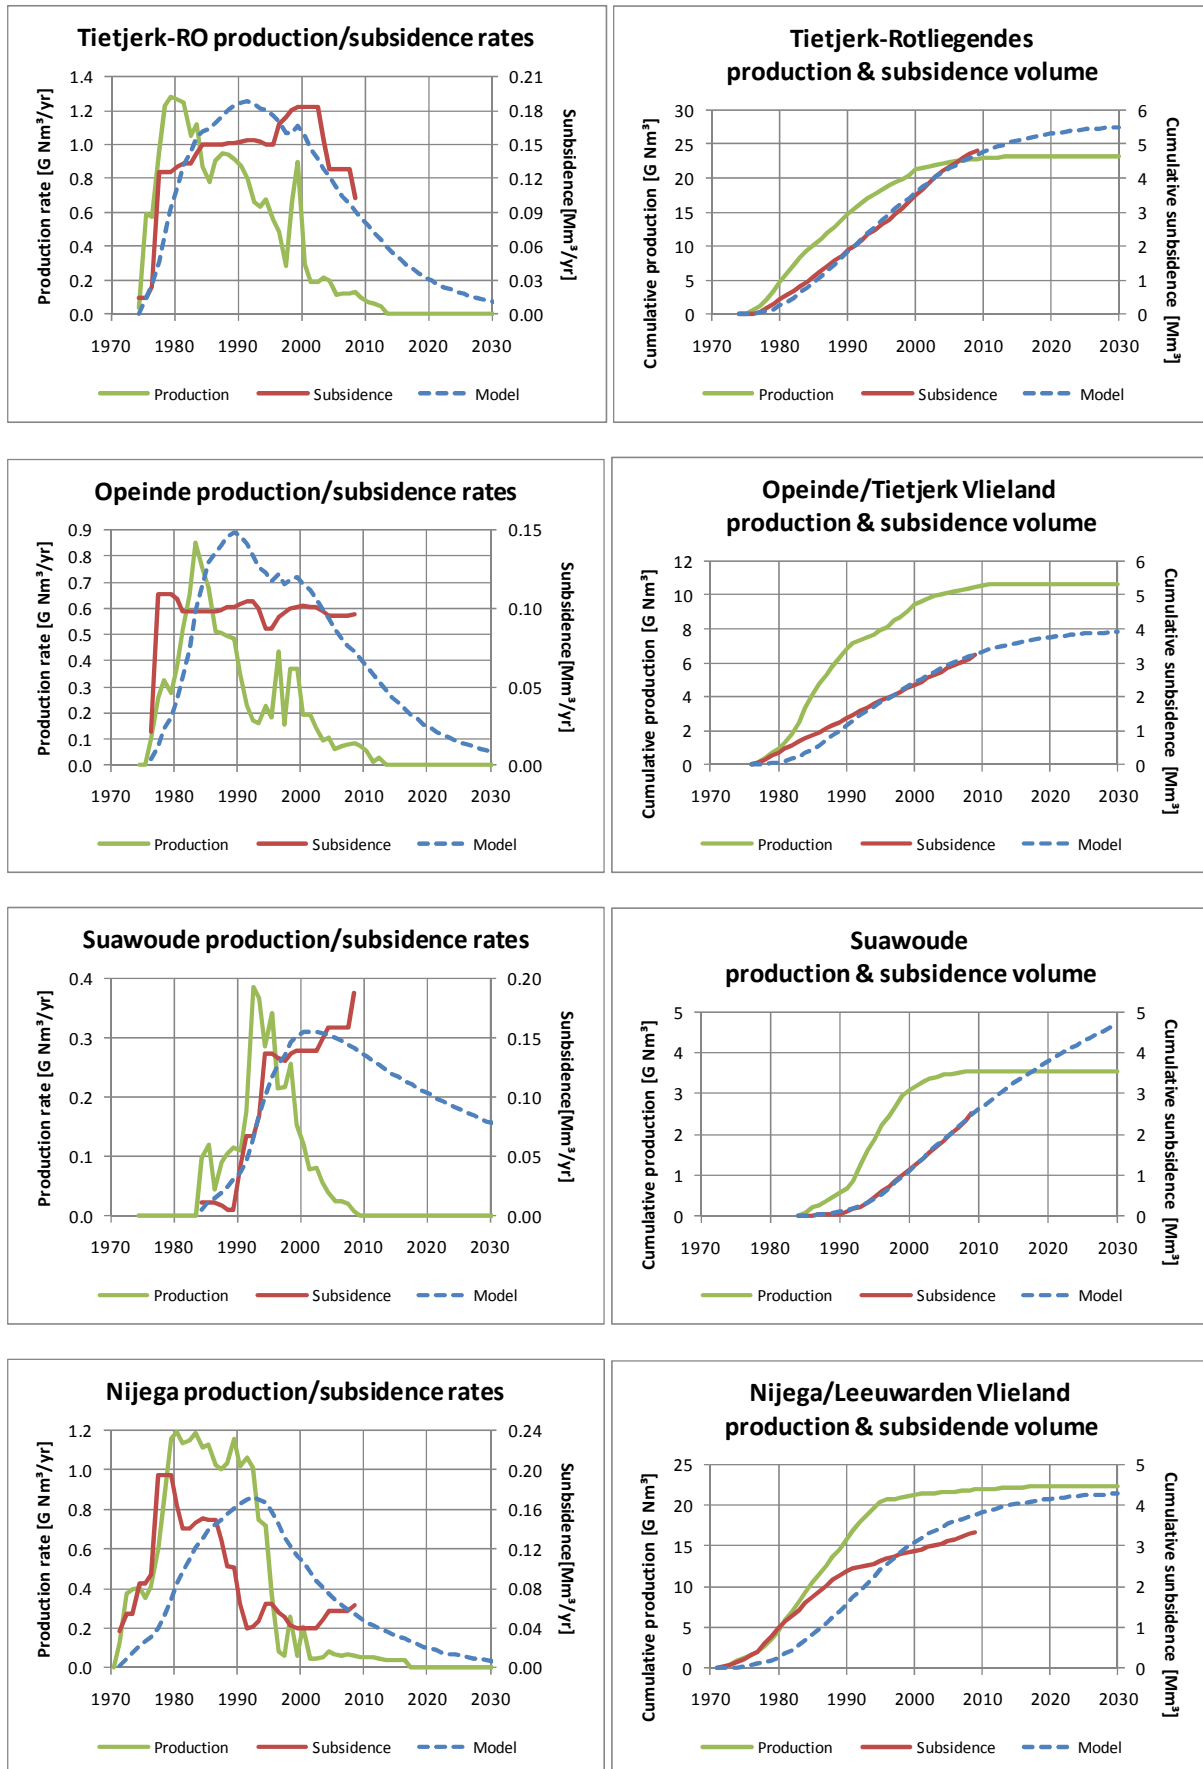 Tietjerk-RO production/subsidence rates
Production rate [G Nm³/yr]
1.4
1.2
1.0
0.8
0.6
0.4
0.2
0.0
0.21
0.18
0.15
0.12
0.09
0.06
0.03
0.00
Sunbsidence[Mm³/yr]
1970 1980 1990 2000 2010 2020 2030
Production Subsidence Model
Tietjerk-Rotliegendes
production & subsidence volume
Cumulative production [G Nm³]
30
25
20
15
10
5
0
6
5
4
3
2
1
0
Cumulative sunbsidence [Mm³]
1970 1980 1990 2000 2010 2020 2030
Production Subsidence Model
Opeinde production/subsidence rates
Production rate [G Nm³/yr]
0.9
0.8
0.7
0.6
0.5
0.4
0.3
0.2
0.1
0.0
0.15
0.10
0.05
0.00
Sunbsidence[Mm³/yr]
1970 1980 1990 2000 2010 2020 2030
Production Subsidence Model
Opeinde/Tietjerk Vlieland
production & subsidence volume
Cumulative production [G Nm³]
12
10
8
6
4
2
0
6
5
4
3
2
1
0
Cumulative sunbsidence [Mm³]
1970 1980 1990 2000 2010 2020 2030
Production Subsidence Model
Suawoude production/subsidence rates
Production rate [G Nm³/yr]
0.4
0.3
0.2
0.1
0.0
0.20
0.15
0.10
0.05
0.00
Sunbsidence[Mm³/yr]
1970 1980 1990 2000 2010 2020 2030
Production Subsidence Model
Suawoude
production & subsidence volume
Cumulative production [G Nm³]
5
4
3
2
1
0
5
4
3
2
1
0
Cumulative sunbsidence [Mm³]
1970 1980 1990 2000 2010 2020 2030
Production Subsidence Model
Nijega production/subsidence rates
Production rate [G Nm³/yr]
1.2
1.0
0.8
0.6
0.4
0.2
0.0
0.24
0.20
0.16
0.12
0.08
0.04
0.00
Sunbsidence[Mm³/yr]
1970 1980 1990 2000 2010 2020 2030
Production Subsidence Model
Nijega/Leeuwarden Vlieland
production & subsidende volume
Cumulative production [G Nm³]
25
20
15
10
5
0
5
4
3
2
1
0
Cumulative sunbsidence [Mm³]
1970 1980 1990 2000 2010 2020 2030
Production Subsidence Model